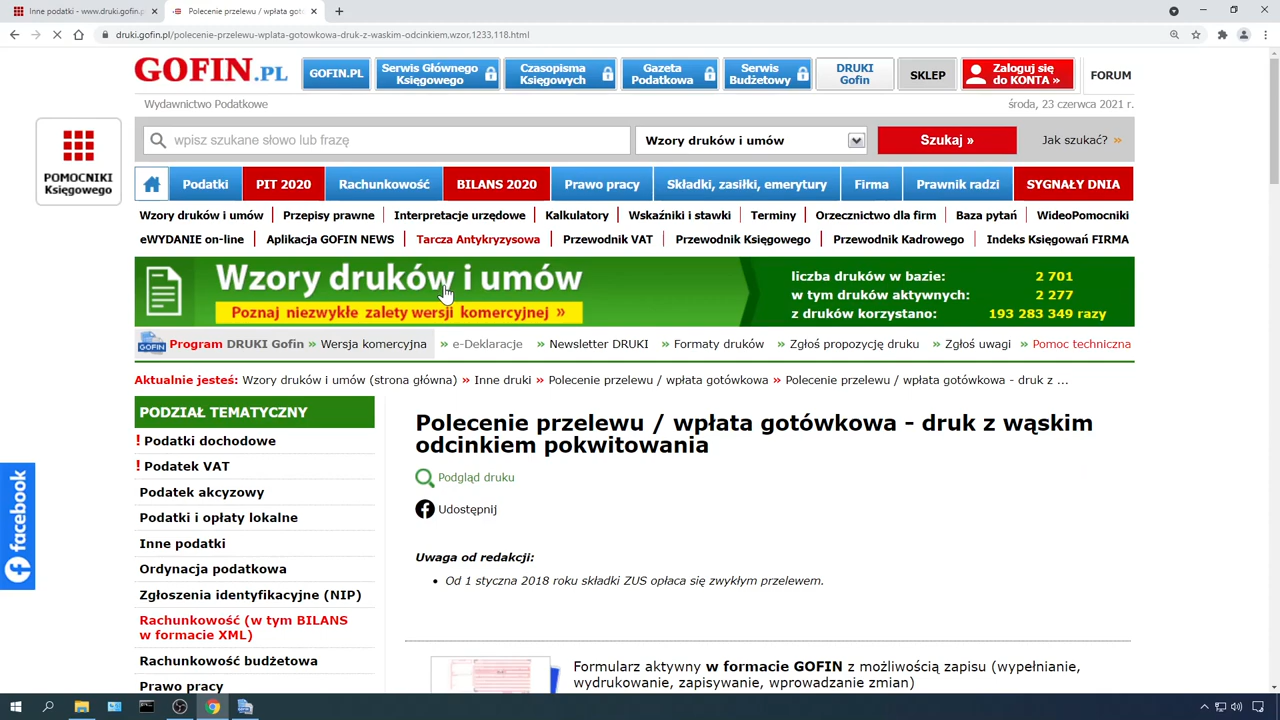 Inne podatki - www.druki.gofin.p
Polecenie przelewu / wpłata got
druki.gofin.pl/polecenie-przelewu-wplata-gotowkowa-druk-z-waskim-odcinkiem,wzor,1233,118.html
GOFIN.PL
GOFIN.PL
Serwis Głównego Księgowego
Czasopisma Księgowych
Gazeta Podatkowa
Serwis Budżetowy
DRUKI Gofin
SKLEP
Zaloguj się do KONTA »
FORUM
Wydawnictwo Podatkowe
środa, 23 czerwca 2021 r.
wpisz szukane słowo lub frazę
Wzory druków i umów
Szukaj »
Jak szukać? »
POMOCNIKI
Księgowego
Podatki
PIT 2020
Rachunkowość
BILANS 2020
Prawo pracy
Składki, zasiłki, emerytury
Firma
Prawnik radzi
SYGNAŁY DNIA
Wzory druków i umów
Przepisy prawne
Interpretacje urzędowe
Kalkulatory
Wskaźniki i stawki
Terminy
Orzecznictwo dla firm
Baza pytań
WideoPomocniki
eWYDANIE on-line
Aplikacja GOFIN NEWS
Tarcza Antykryzysowa
Przewodnik VAT
Przewodnik Księgowego
Przewodnik Kadrowego
Indeks Księgowań FIRMA
Wzory druków i umów
Poznaj niezwykłe zalety wersji komercyjnej »
liczba druków w bazie: 2 701
w tym druków aktywnych: 2 277
z druków korzystano: 193 283 349 razy
GOFIN
Program DRUKI Gofin » Wersja komercyjna » e-Deklaracje » Newsletter DRUKI » Formaty druków » Zgłoś propozycję druku » Zgłoś uwagi » Pomoc techniczna
Aktualnie jesteś: Wzory druków i umów (strona główna) » Inne druki » Polecenie przelewu / wpłata gotówkowa » Polecenie przelewu / wpłata gotówkowa - druk z ...
PODZIAŁ TEMATYCZNY
! Podatki dochodowe
! Podatek VAT
Podatek akcyzowy
Podatki i opłaty lokalne
Inne podatki
Ordynacja podatkowa
Zgłoszenia identyfikacyjne (NIP)
Rachunkowość (w tym BILANS
w formacie XML)
Rachunkowość budżetowa
Prawo pracy
facebook
Polecenie przelewu / wpłata gotówkowa - druk z wąskim
odcinkiem pokwitowania
Podgląd druku
Udostępnij
Uwaga od redakcji:
• Od 1 stycznia 2018 roku składki ZUS opłaca się zwykłym przelewem.
Formularz aktywny w formacie GOFIN z możliwością zapisu (wypełnianie,
wydrukowanie, zapisywanie, wprowadzanie zmian)